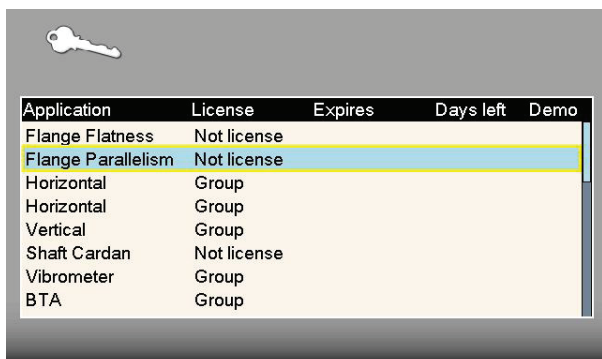 Application License Expires Days left Demo
Flange Flatness Not license
Flange Parallelism Not license
Horizontal Group
Horizontal Group
Vertical Group
Shaft Cardan Not license
Vibrometer Group
BTA Group